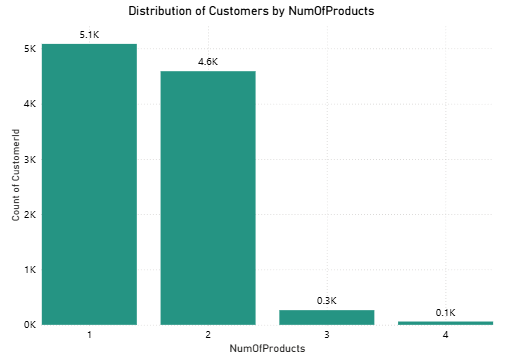 Distribution of Customers by NumOfProducts
5.1K
5K
4.6K
4K
3K
2K
1K
0.3K
0.1K
0K
1 2 3 4
NumOfProducts
Count of CustomerId